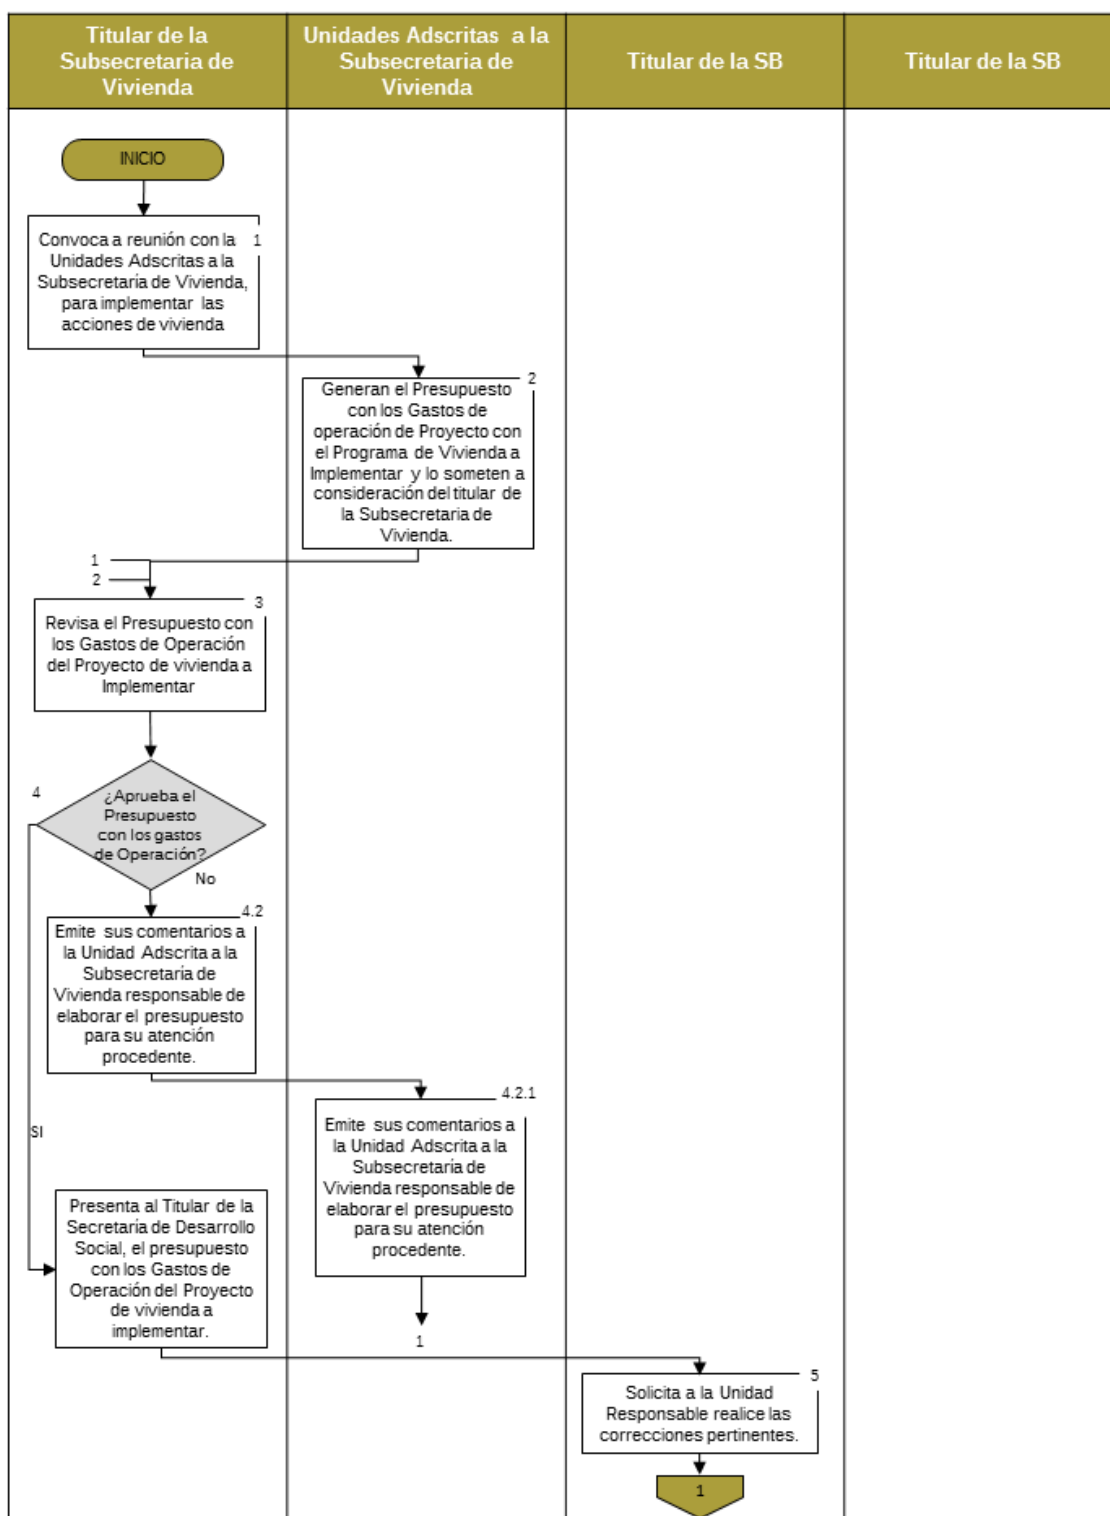 Titular de la
Subsecretaria de
Vivienda
Unidades Adscritas a la
Subsecretaria de
Vivienda
Titular de la SB
Titular de la SB
INICIO
1
Convoca a reunión con la
Unidades Adscritas a la
Subsecretaría de Vivienda,
para implementar las
acciones de vivienda
2
Generan el Presupuesto
con los Gastos de
operación de Proyecto con
el Programa de Vivienda a
Implementar y lo someten a
consideración del titular de
la Subsecretaria de
Vivienda.
1
2
3
Revisa el Presupuesto con
los Gastos de Operación
del Proyecto de vivienda a
Implementar
4
¿Aprueba el
Presupuesto
con los gastos
de Operación?
No
4.2
Emite sus comentarios a
la Unidad Adscrita a la
Subsecretaría de
Vivienda responsable de
elaborar el presupuesto
para su atención
procedente.
4.2.1
Emite sus comentarios a
la Unidad Adscrita a la
Subsecretaría de
Vivienda responsable de
elaborar el presupuesto
para su atención
procedente.
1
SI
Presenta al Titular de la
Secretaría de Desarrollo
Social, el presupuesto
con los Gastos de
Operación del Proyecto
de vivienda a
implementar.
5
Solicita a la Unidad
Responsable realice las
correcciones pertinentes.
1